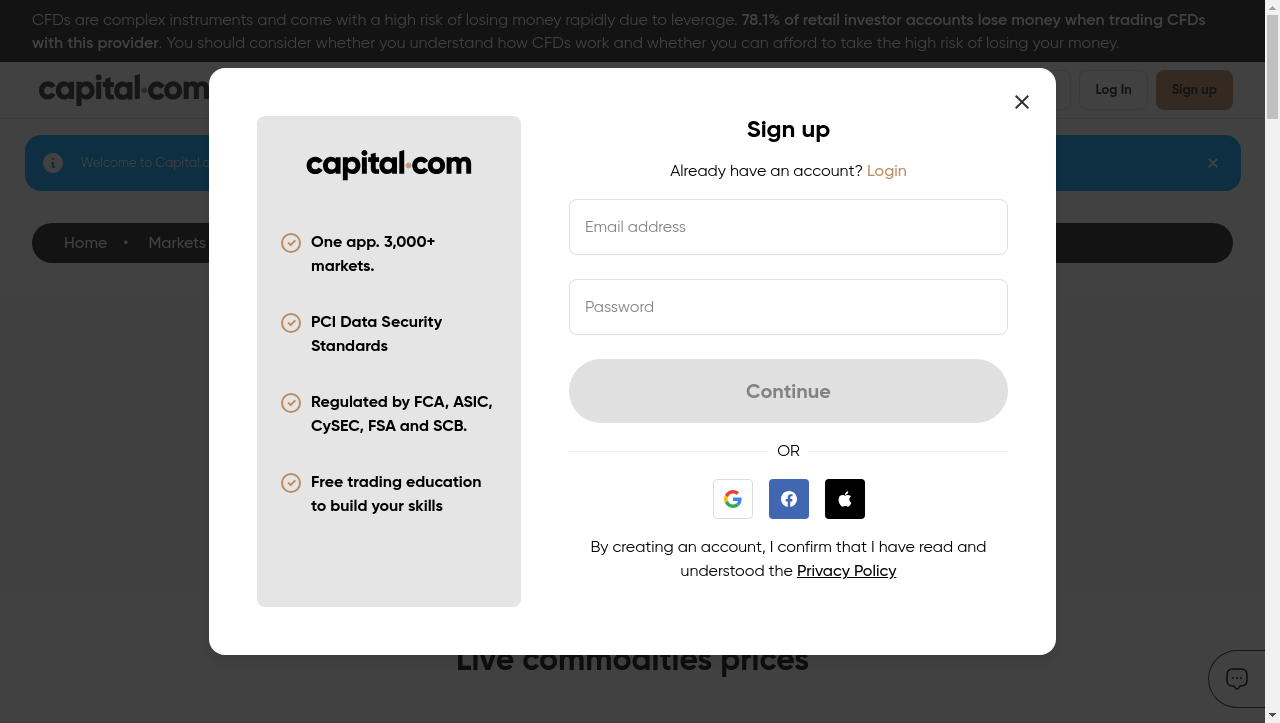 CFDs are complex instruments and come with a high risk of losing money rapidly due to leverage. 78.1% of retail investor accounts lose money when trading CFDs
with this provider. You should consider whether you understand how CFDs work and whether you can afford to take the high risk of losing your money.
capital.com
Log In
Sign up
Welcome to Capital.c
Home • Markets
capital.com
One app. 3,000+
markets.
PCI Data Security
Standards
Regulated by FCA, ASIC,
CySEC, FSA and SCB.
Free trading education
to build your skills
Sign up
Already have an account? Login
Email address
Password
Continue
OR
By creating an account, I confirm that I have read and
understood the Privacy Policy
Live commodities prices